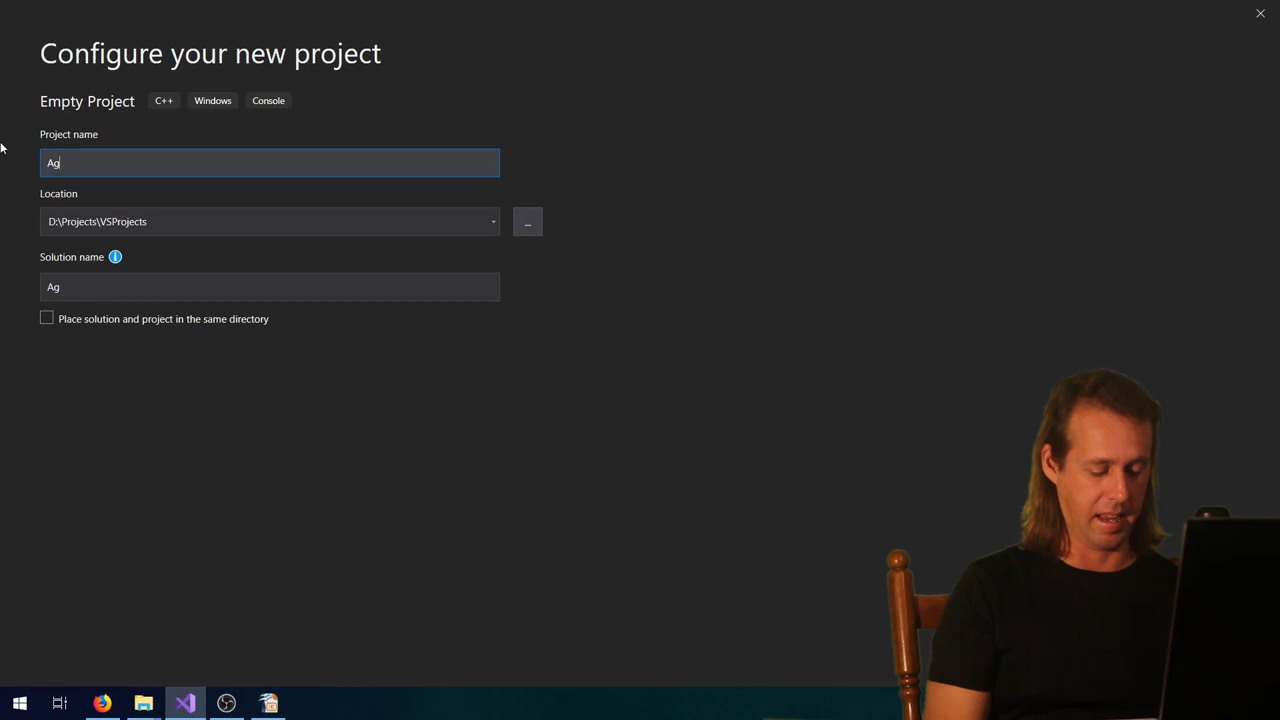 Configure your new project
Empty Project C++ Windows Console
Project name
Ag
Location
D:\Projects\VSProjects
...
Solution name
Ag
Place solution and project in the same directory